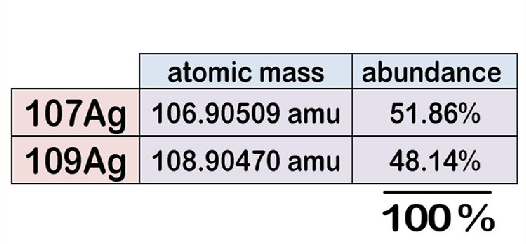 atomic mass abundance
107Ag 106.90509 amu 51.86%
109Ag 108.90470 amu 48.14%
100%